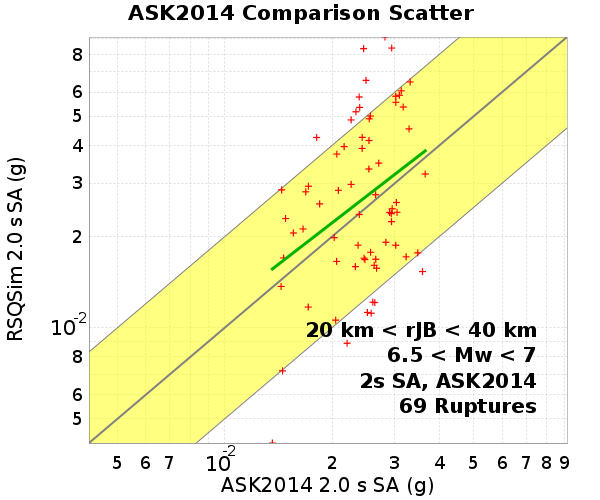 ASK2014 Comparison Scatter
RSQSim 2.0 s SA (g)
8
6
5
4
3
2
10^-2
8
6
5
20 km < rJB < 40 km
6.5 < Mw < 7
2s SA, ASK2014
69 Ruptures
5 6 7 10^-2 2 3 4 5 6 7 8 9
ASK2014 2.0 s SA (g)